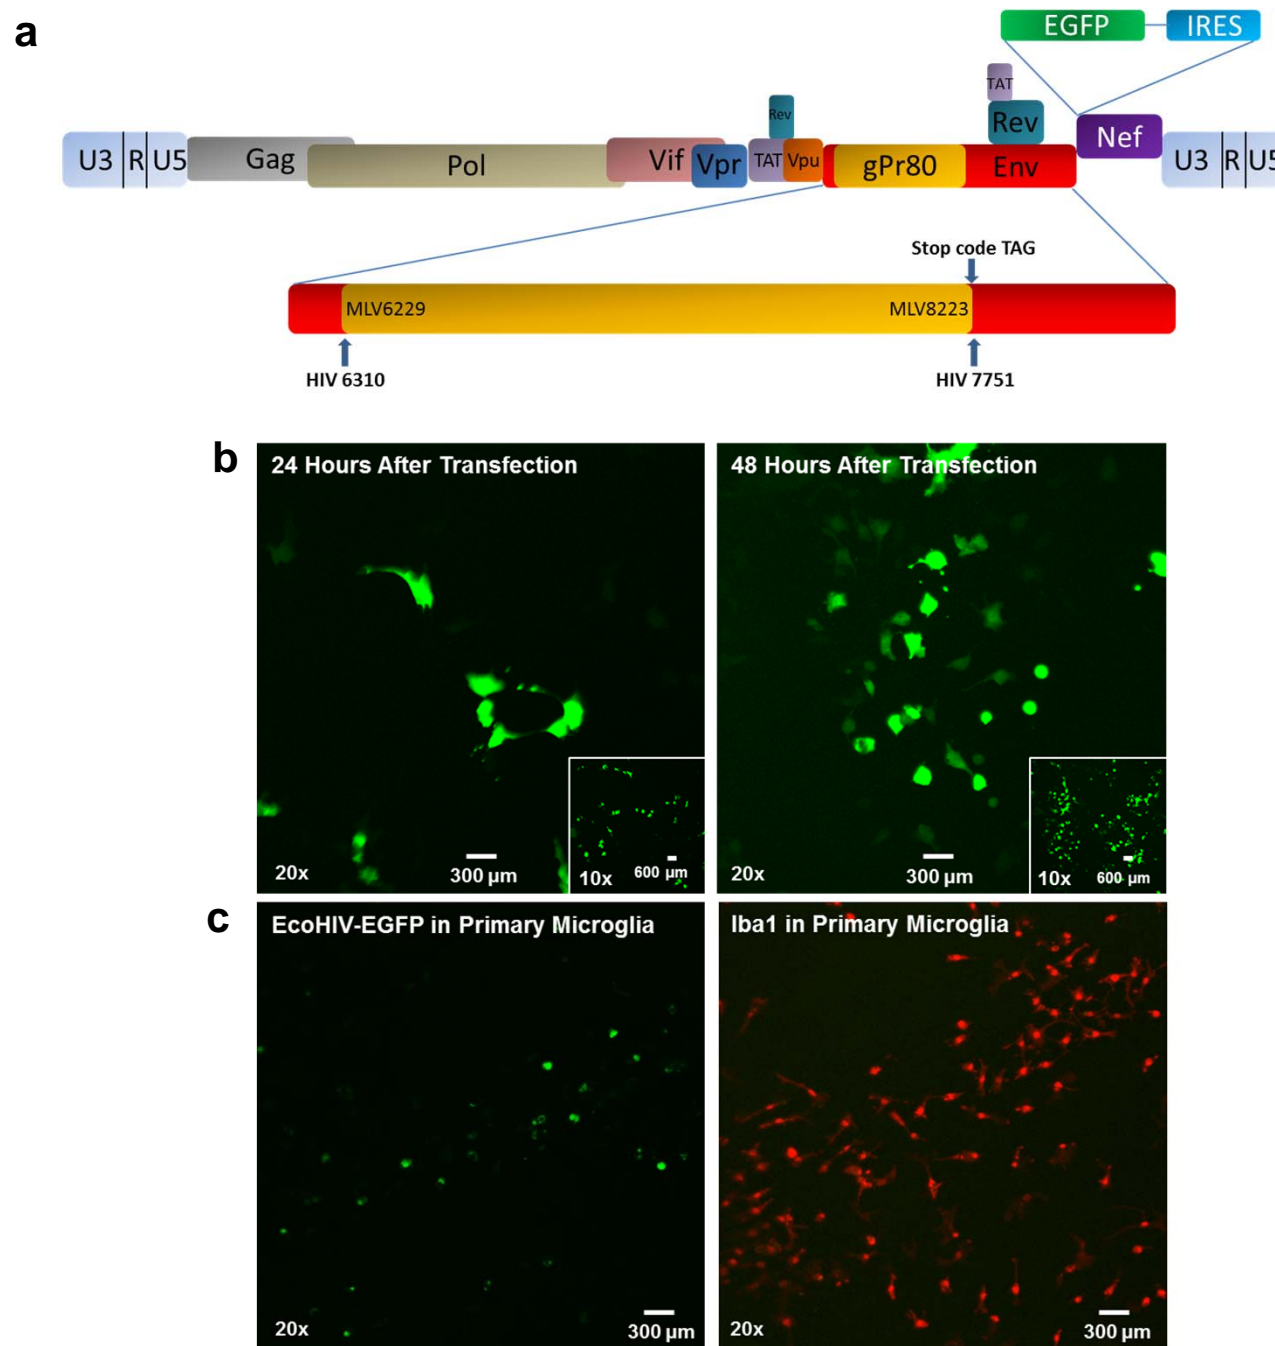 a
EGFP IRES
TAT
Rev Rev
U3 R U5 Gag Pol Vif Vpr TAT Vpu gPr80 Env Nef U3 R U5
Stop code TAG
MLV6229 MLV8223
HIV 6310 HIV 7751
b
24 Hours After Transfection 48 Hours After Transfection
20x 300 µm 10x 600 µm 20x 300 µm 10x 600 µm
c
EcoHIV-EGFP in Primary Microglia Iba1 in Primary Microglia
20x 300 µm 20x 300 µm